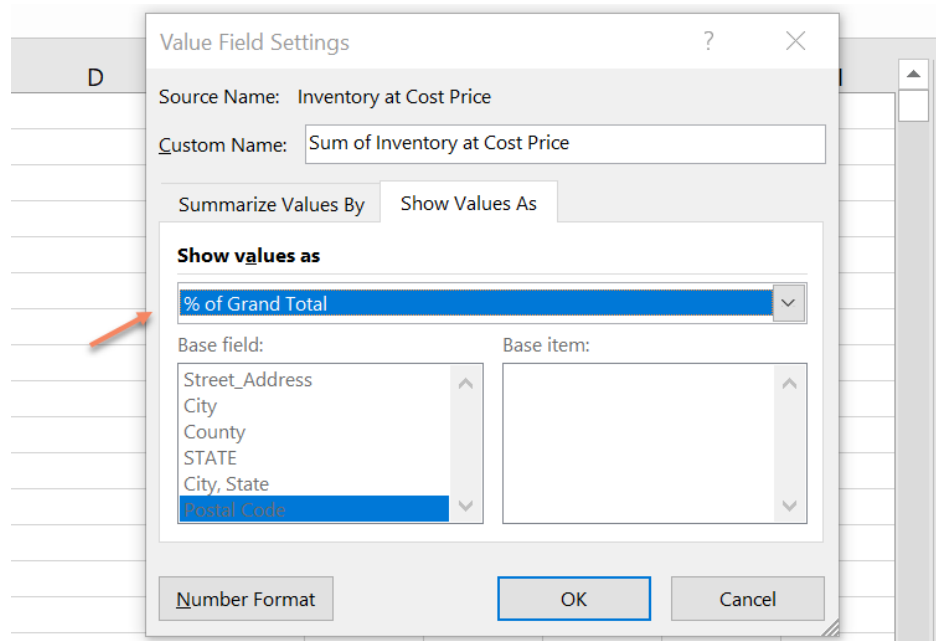 Value Field Settings ?
D
Source Name: Inventory at Cost Price
Custom Name: Sum of Inventory at Cost Price
Summarize Values By Show Values As
Show values as
% of Grand Total
Base field: Base item:
Street_Address
City
County
STATE
City, State
Postal Code
Number Format OK Cancel